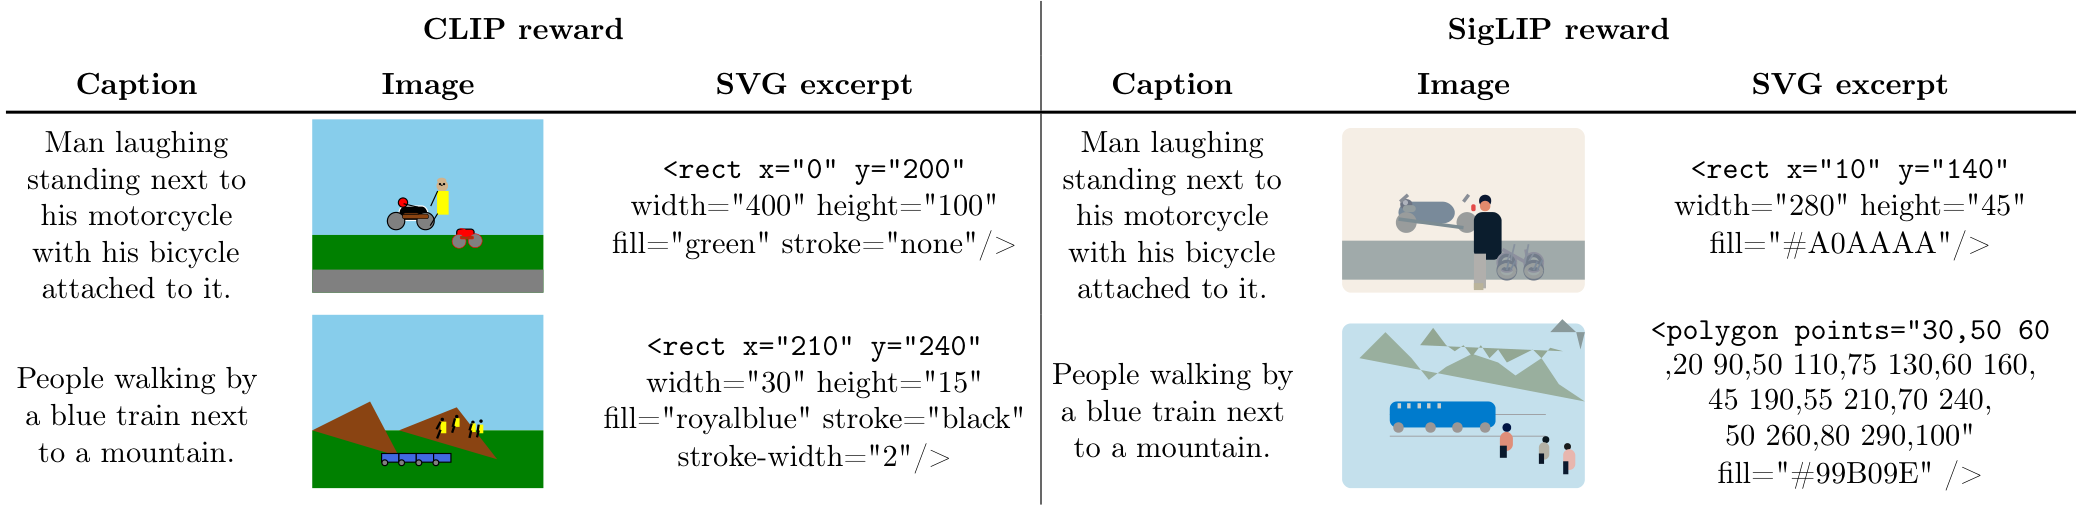 CLIP reward
SigLIP reward
Caption
Image
SVG excerpt
Caption
Image
SVG excerpt
Man laughing
standing next to
his motorcycle
with his bicycle
attached to it.
<rect x="0" y="200"
width="400" height="100"
fill="green" stroke="none"/>
Man laughing
standing next to
his motorcycle
with his bicycle
attached to it.
<rect x="10" y="140"
width="280" height="45"
fill="#A0AAAA"/>
People walking by
a blue train next
to a mountain.
<rect x="210" y="240"
width="30" height="15"
fill="royalblue" stroke="black"
stroke-width="2"/>
People walking by
a blue train next
to a mountain.
<polygon points="30,50 60
,20 90,50 110,75 130,60 160,
45 190,55 210,70 240,
50 260,80 290,100"
fill="#99B09E" />